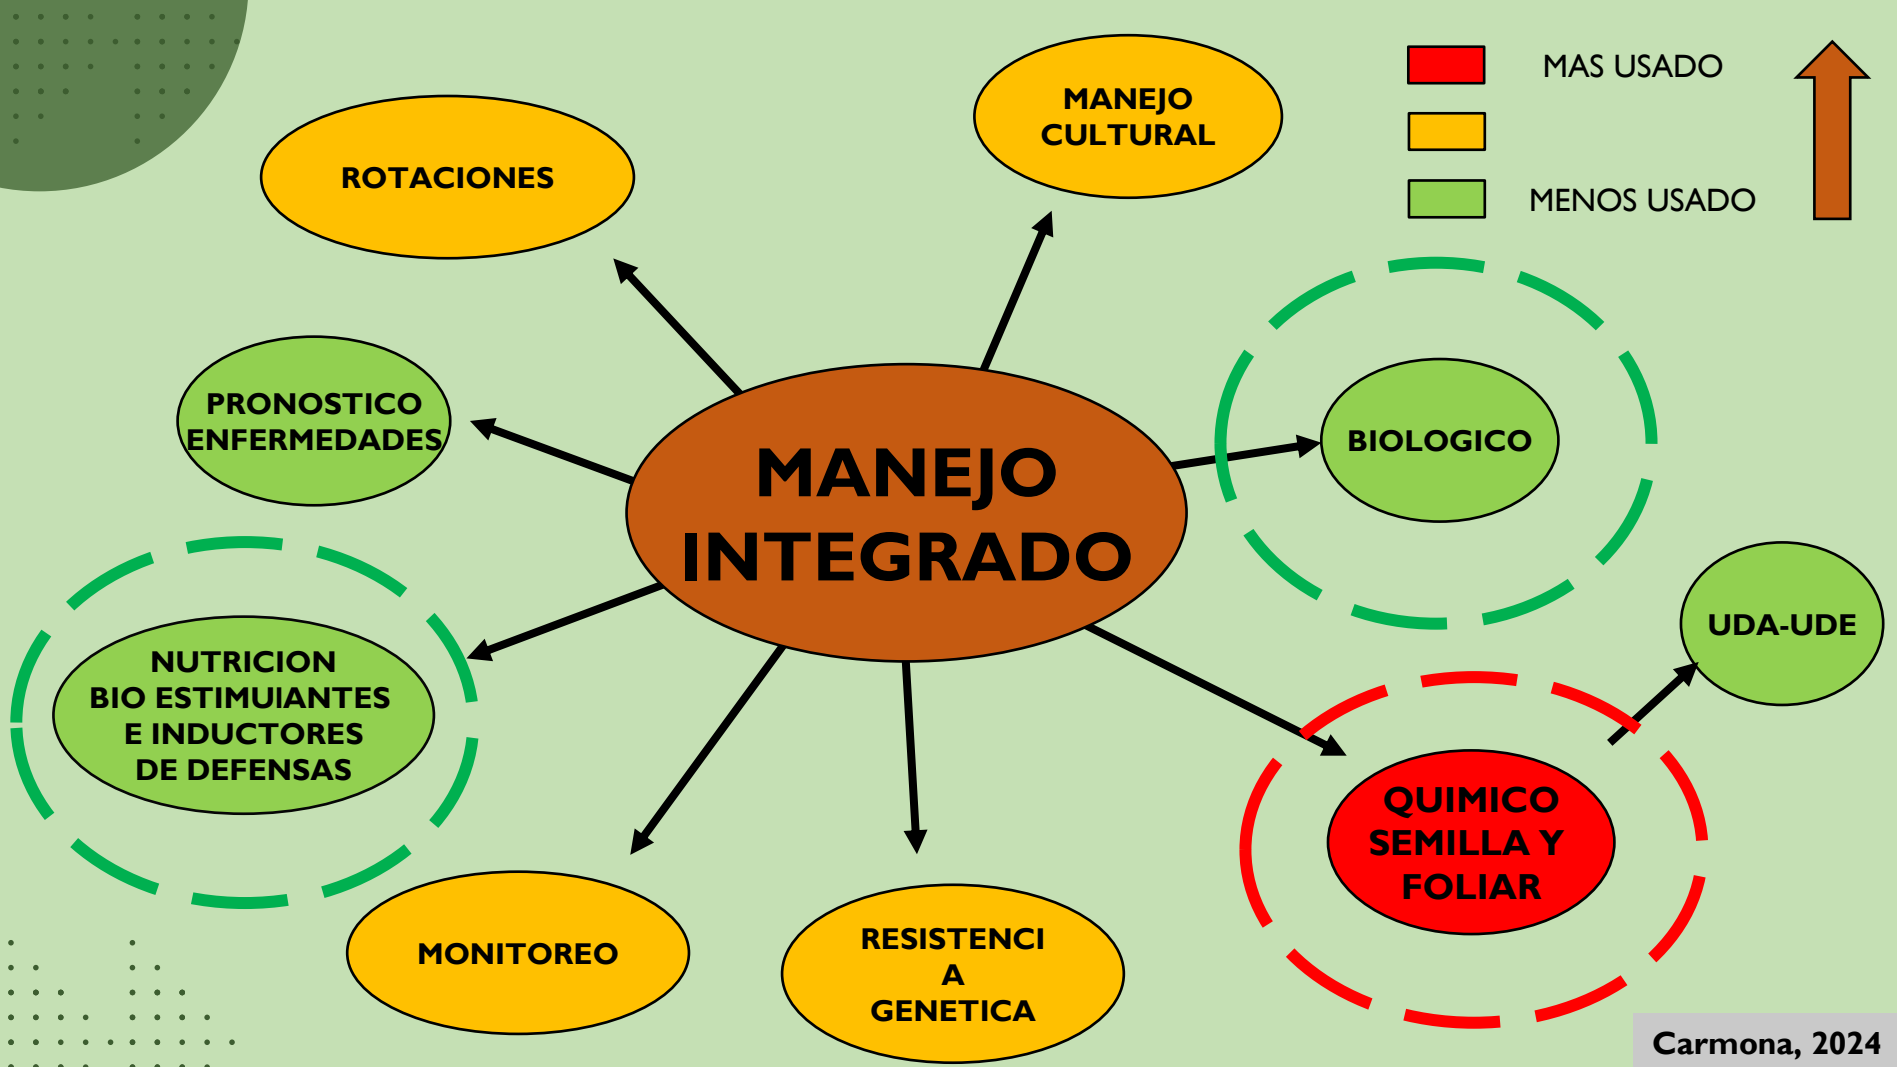 MANEJO
CULTURAL
MAS USADO
MENOS USADO
ROTACIONES
PRONOSTICO
ENFERMEDADES
BIOLOGICO
MANEJO
INTEGRADO
UDA-UDE
NUTRICION
BIO ESTIMUIANTES
E INDUCTORES
DE DEFENSAS
QUIMICO
SEMILLA Y
FOLIAR
MONITOREO
RESISTENCI
A
GENETICA
Carmona, 2024